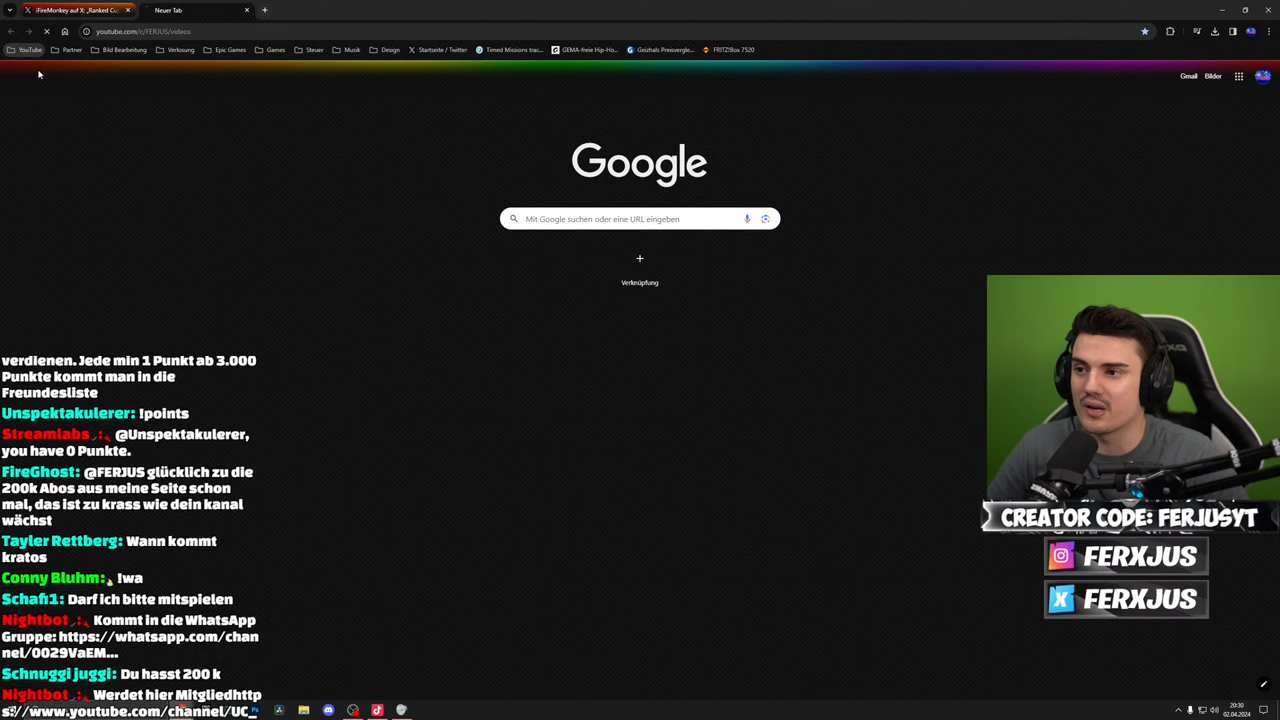 iFireMonkey auf X: „Ranked Cu
Neuer Tab
youtube.com/c/FERJUS/videos
YouTube
Partner
Bild Bearbeitung
Verlosung
Epic Games
Games
Steuer
Musik
Design
Startseite / Twitter
Timed Missions trac...
GEMA-freie Hip-Ho...
Geizhals Preisvergle...
FRITZ!Box 7520
Gmail
Bilder
Google
Mit Google suchen oder eine URL eingeben
Verknüpfung
verdienen. Jede min 1 Punkt ab 3.000
Punkte kommt man in die
Freundesliste
Unspektakulerer: !points
Streamlabs: @Unspektakulerer,
you have 0 Punkte.
FireGhost: @FERJUS glücklich zu die
200k Abos aus meine Seite schon
mal, das ist zu krass wie dein kanal
wächst
Tayler Rettberg: Wann kommt
kratos
Conny Bluhm: !wa
Schafi1: Darf ich bitte mitspielen
Nightbot: Kommt in die WhatsApp
Gruppe: https://whatsapp.com/chan
nel/0029VaEM...
Schnuggi juggi: Du hasst 200 k
Nightbot: Werdet hier Mitgliedhttp
s://www.youtube.com/channel/UC_
CREATOR CODE: FERJUSYT
FERXJUS
FERXJUS
20:30
02.04.2024